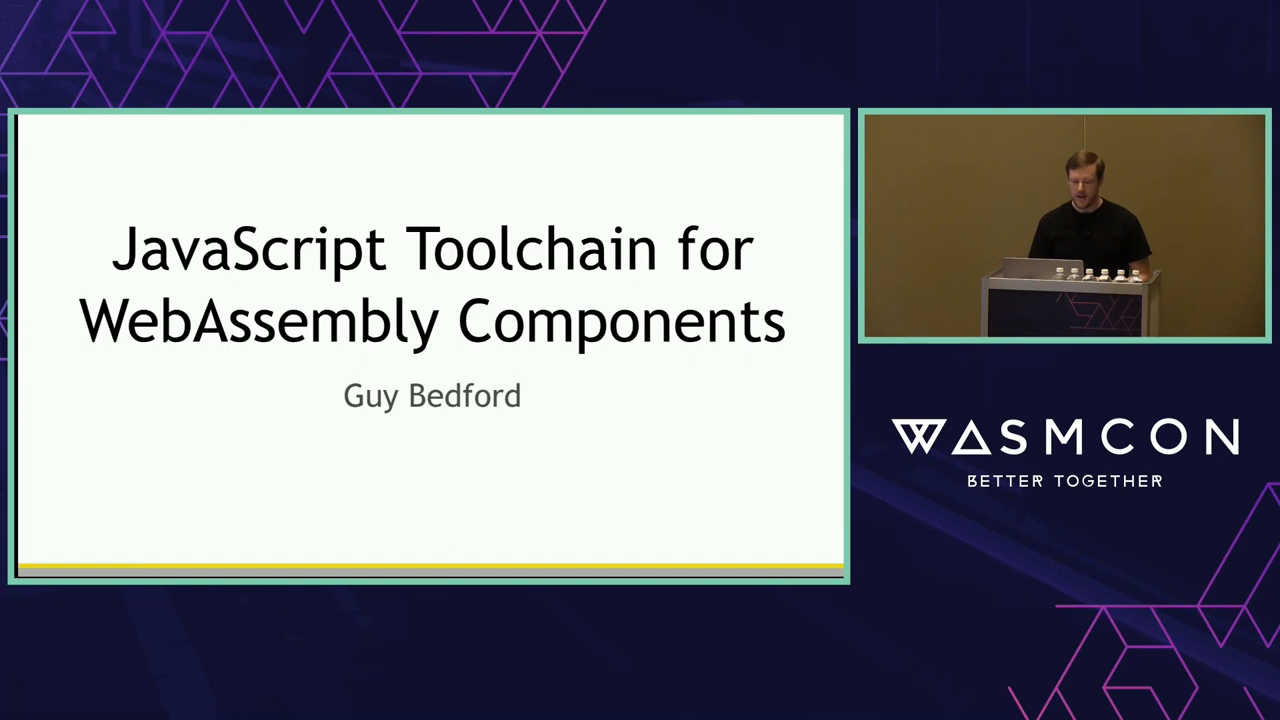 JavaScript Toolchain for
WebAssembly Components
Guy Bedford
WASMCON
BETTER TOGETHER